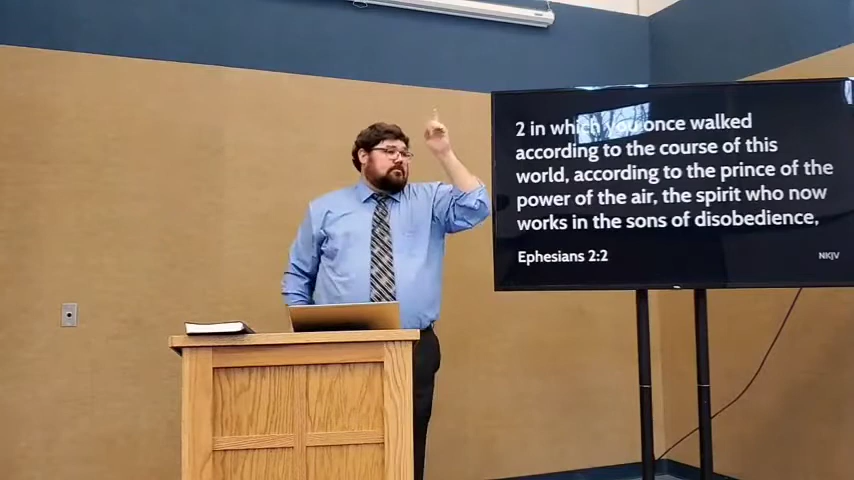 2 in which you once walked
according to the course of this
world, according to the prince of the
power of the air, the spirit who now
works in the sons of disobedience,
Ephesians 2:2
NKJV